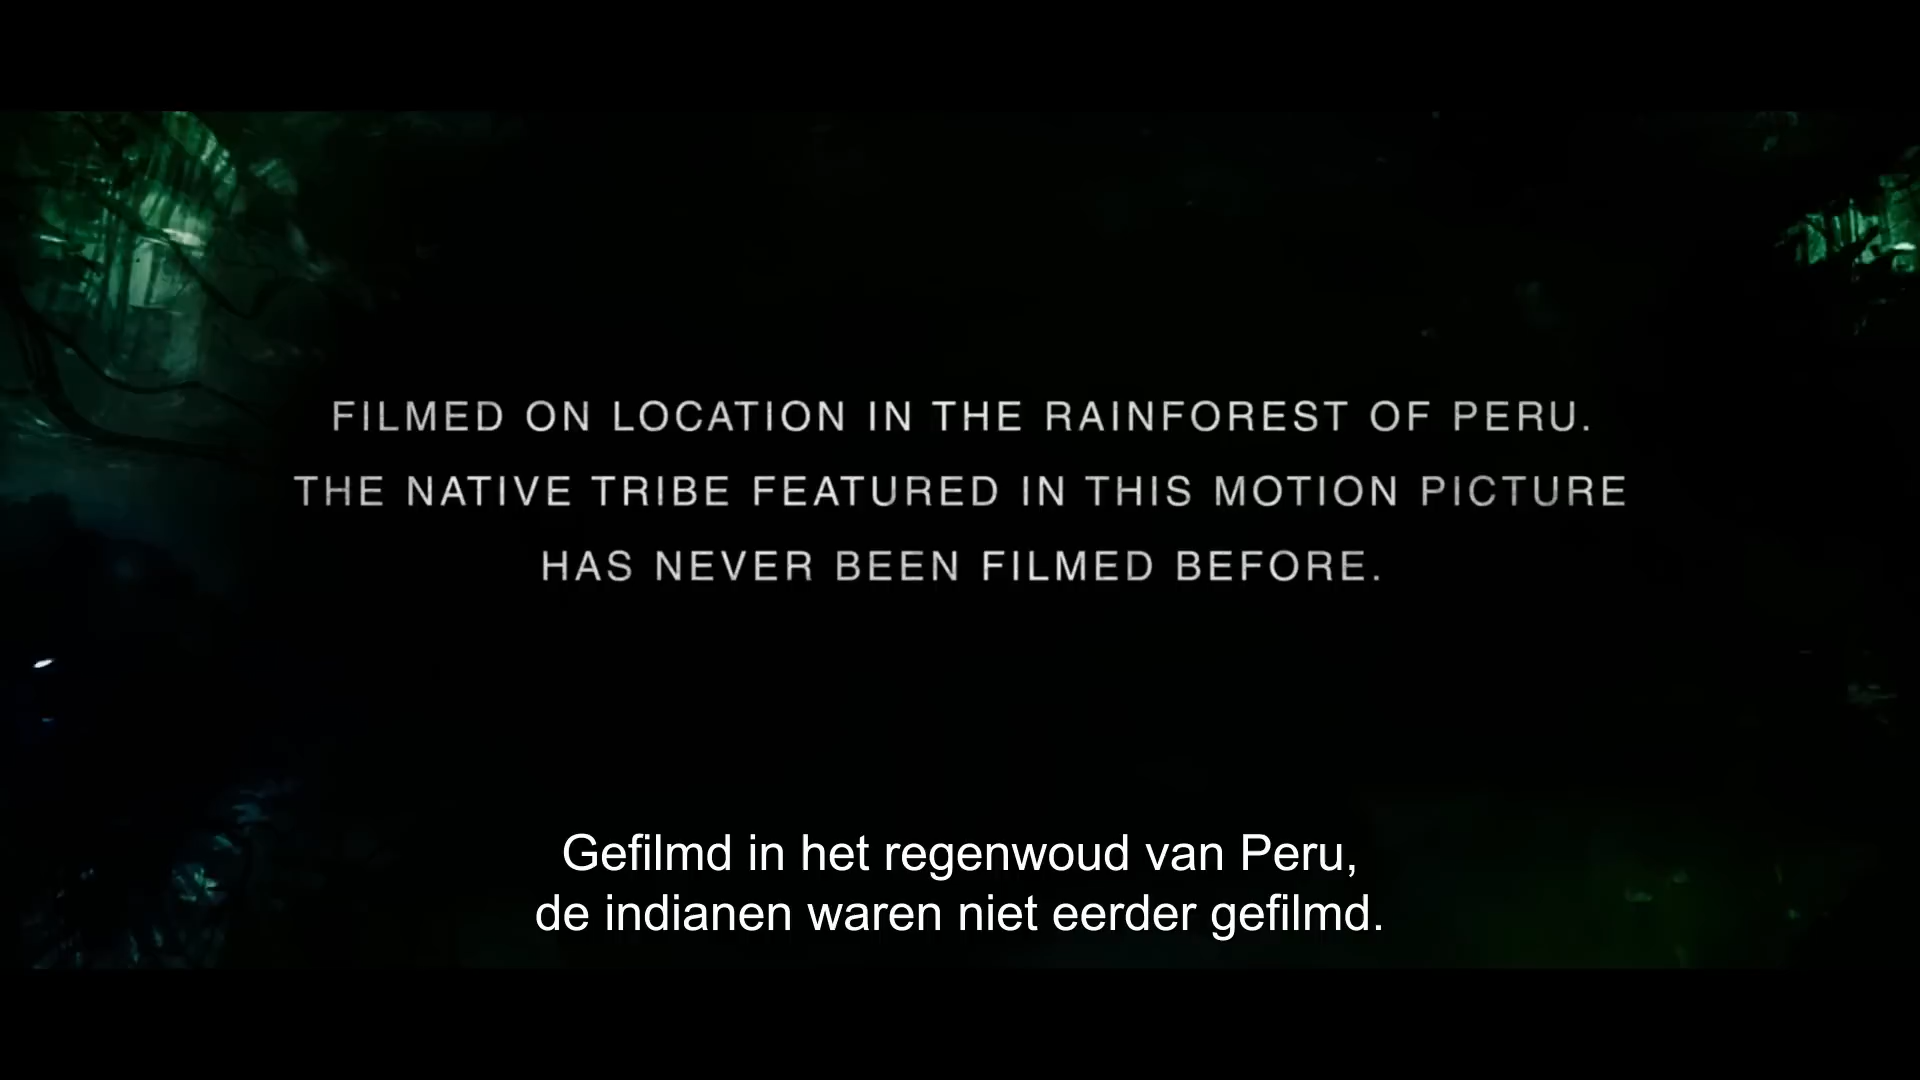 FILMED ON LOCATION IN THE RAINFOREST OF PERU.
THE NATIVE TRIBE FEATURED IN THIS MOTION PICTURE
HAS NEVER BEEN FILMED BEFORE.
Gefilmd in het regenwoud van Peru,
de indianen waren niet eerder gefilmd.